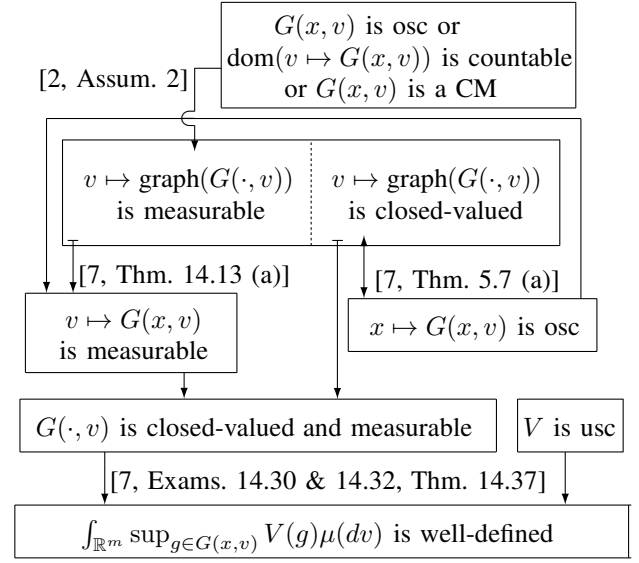 G(x, v) is osc or
dom(v ↦ G(x, v)) is countable
or G(x, v) is a CM
[2, Assum. 2]
v ↦ graph(G(·, v))
is measurable
v ↦ graph(G(·, v))
is closed-valued
[7, Thm. 14.13 (a)]
[7, Thm. 5.7 (a)]
v ↦ G(x, v)
is measurable
x ↦ G(x, v) is osc
G(·, v) is closed-valued and measurable
V is usc
[7, Exams. 14.30 & 14.32, Thm. 14.37]
∫_{ℝ^m} sup_{g∈G(x,v)} V(g)μ(dv) is well-defined